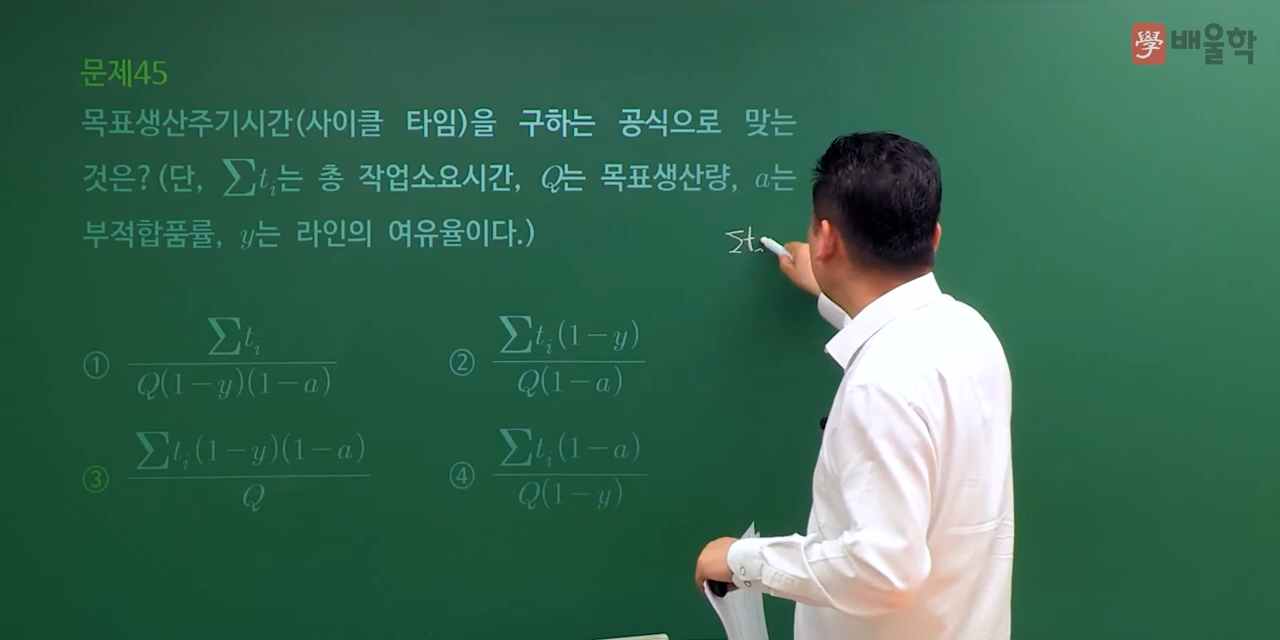 學 배울학
문제45
목표생산주기시간(사이클 타임)을 구하는 공식으로 맞는
것은? (단, ∑tᵢ는 총 작업소요시간, Q는 목표생산량, a는
부적합품률, y는 라인의 여유율이다.)
∑tᵢ
① ∑tᵢ / Q(1-y)(1-a)
② ∑tᵢ(1-y) / Q(1-a)
③ ∑tᵢ(1-y)(1-a) / Q
④ ∑tᵢ(1-a) / Q(1-y)